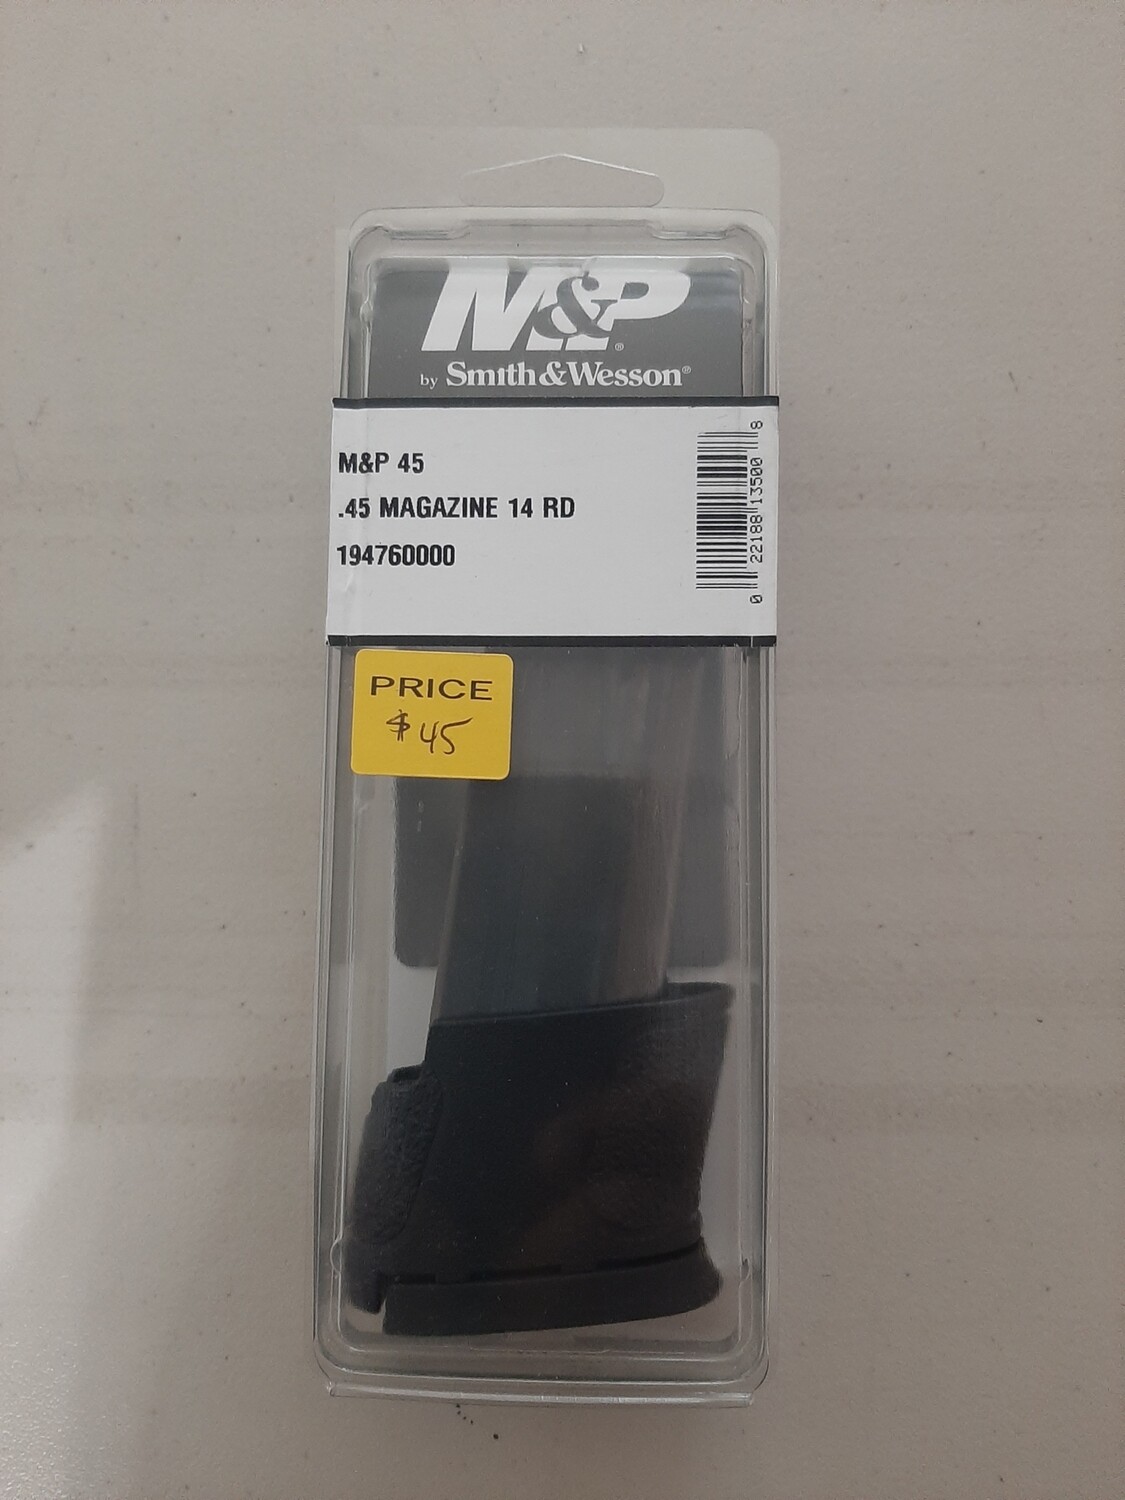 M&P®
by Smith&Wesson®
M&P 45
.45 MAGAZINE 14 RD
194760000
0 22188 13500 8
PRICE
$45